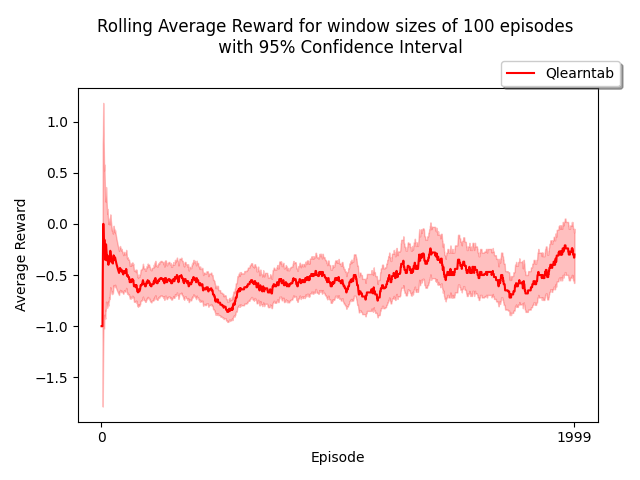 Rolling Average Reward for window sizes of 100 episodes
with 95% Confidence Interval
Qlearntab
1.0
0.5
0.0
−0.5
−1.0
−1.5
Average Reward
0
1999
Episode